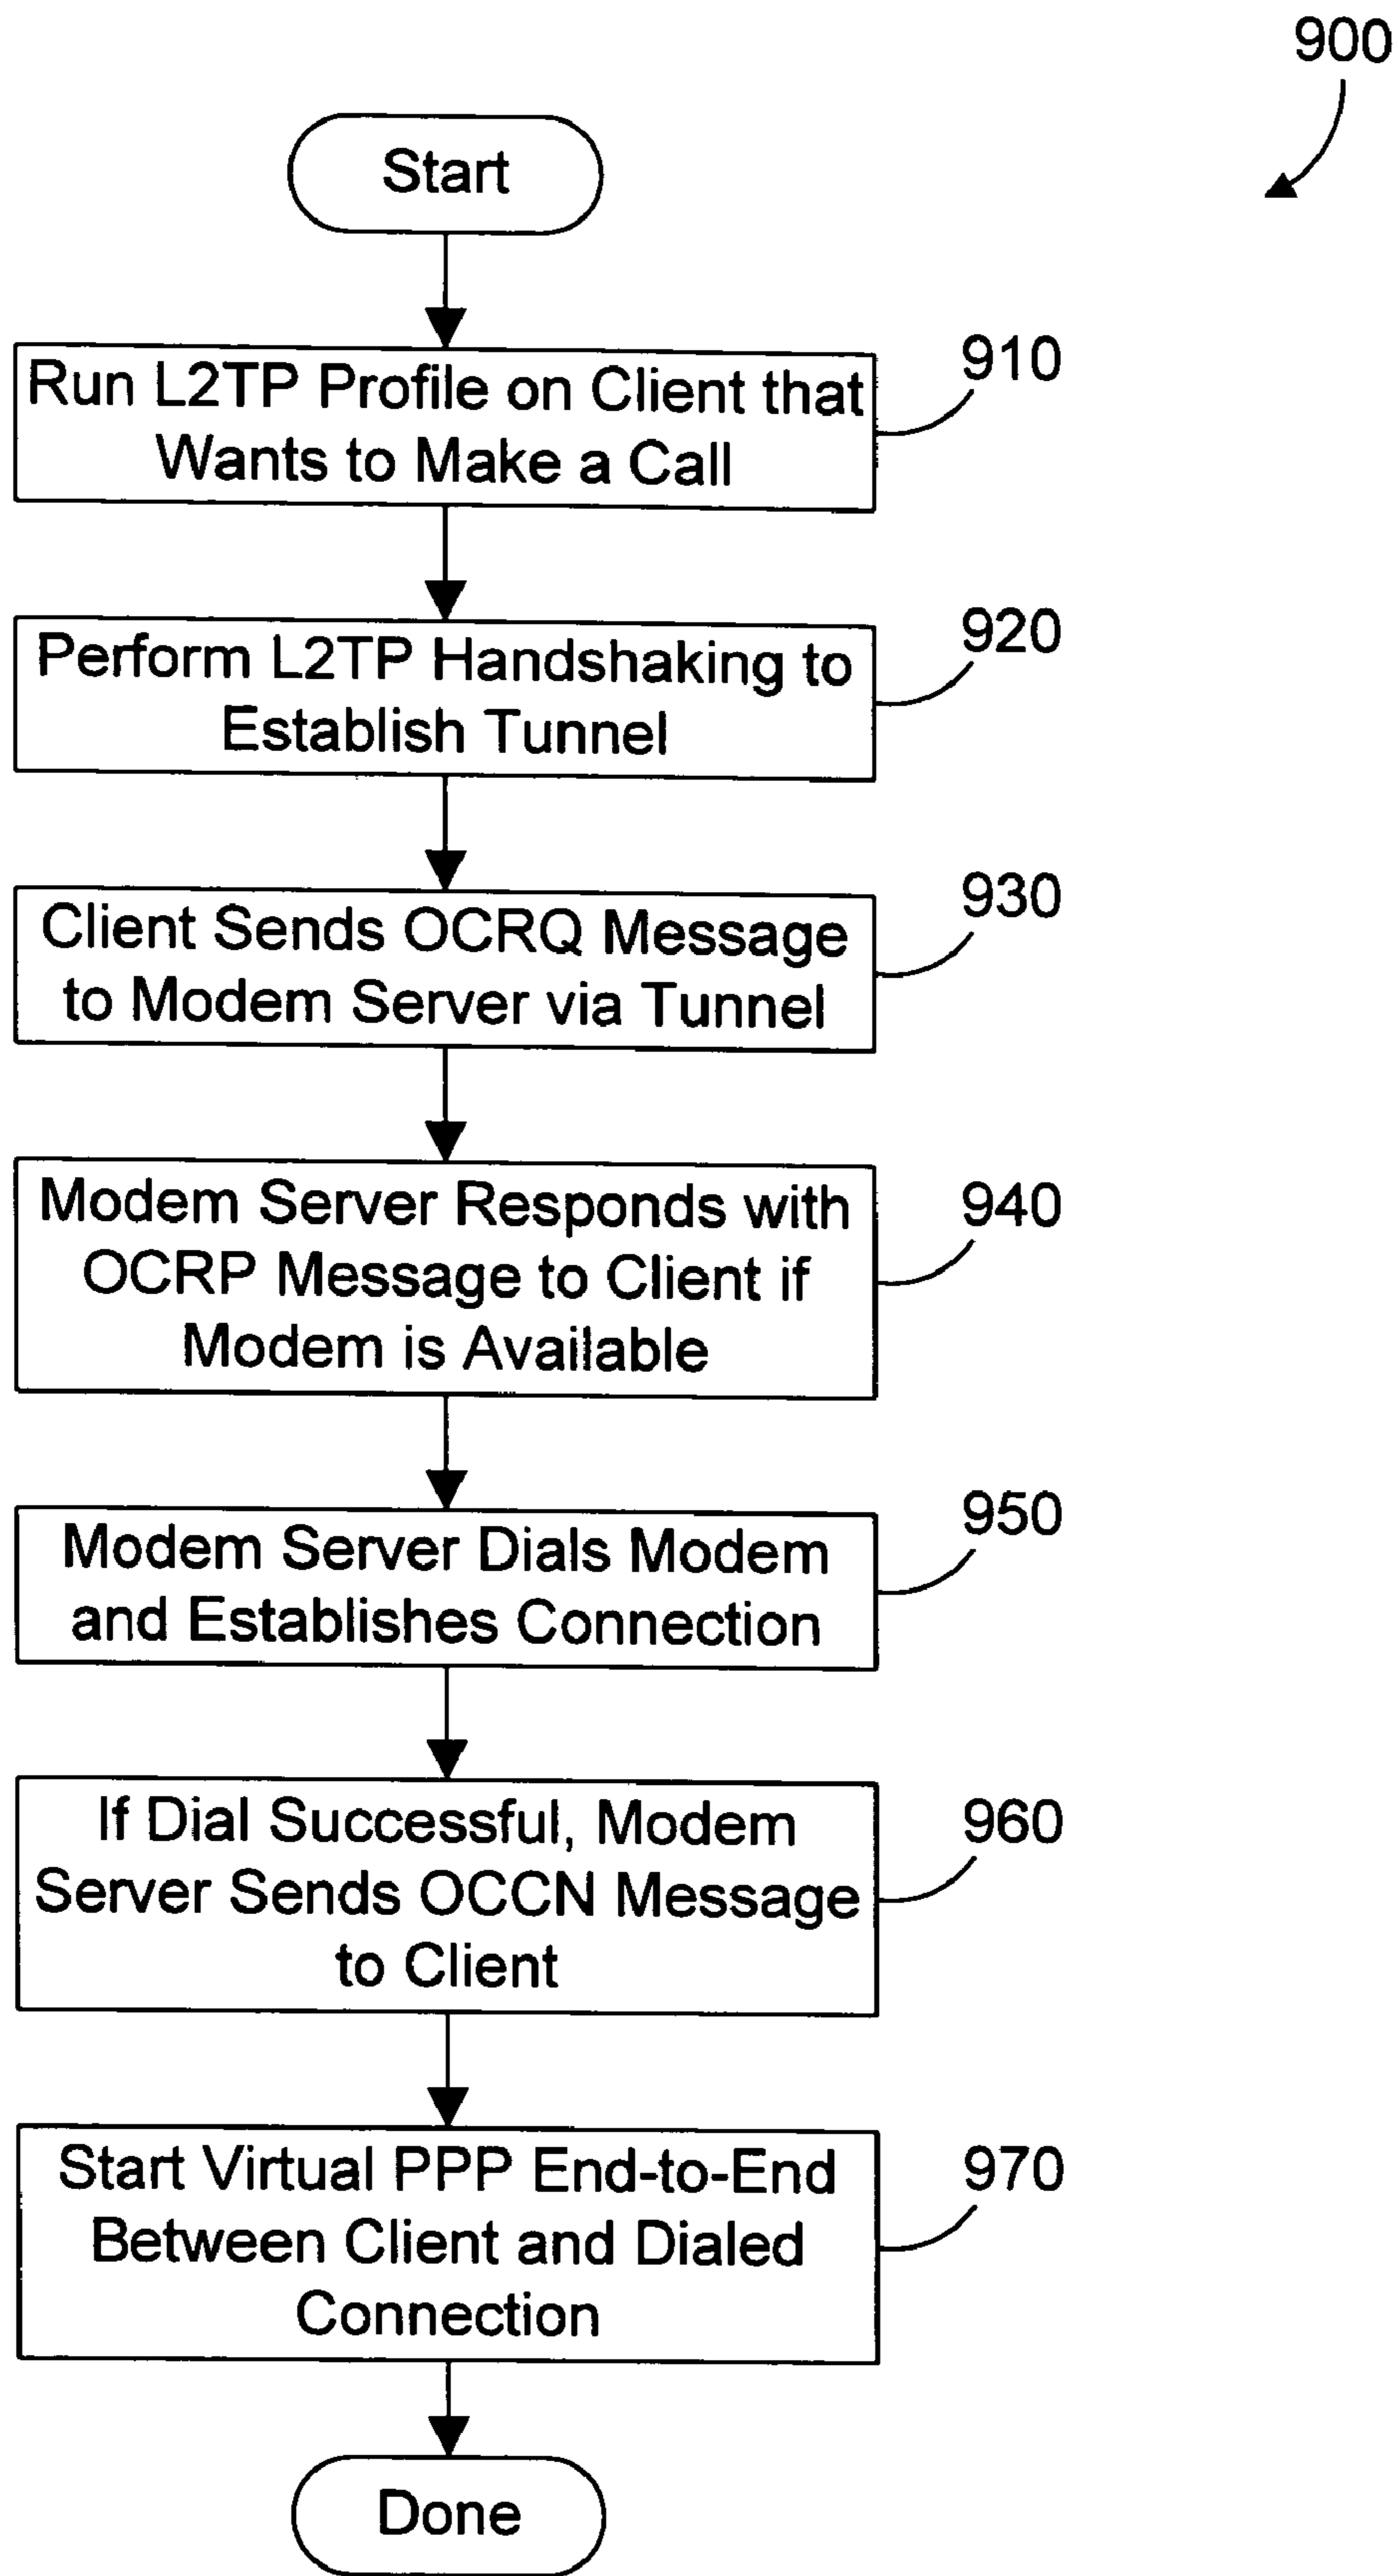 900
Start
Run L2TP Profile on Client that
Wants to Make a Call
910
Perform L2TP Handshaking to
Establish Tunnel
920
Client Sends OCRQ Message
to Modem Server via Tunnel
930
Modem Server Responds with
OCRP Message to Client if
Modem is Available
940
Modem Server Dials Modem
and Establishes Connection
950
If Dial Successful, Modem
Server Sends OCCN Message
to Client
960
Start Virtual PPP End-to-End
Between Client and Dialed
Connection
970
Done